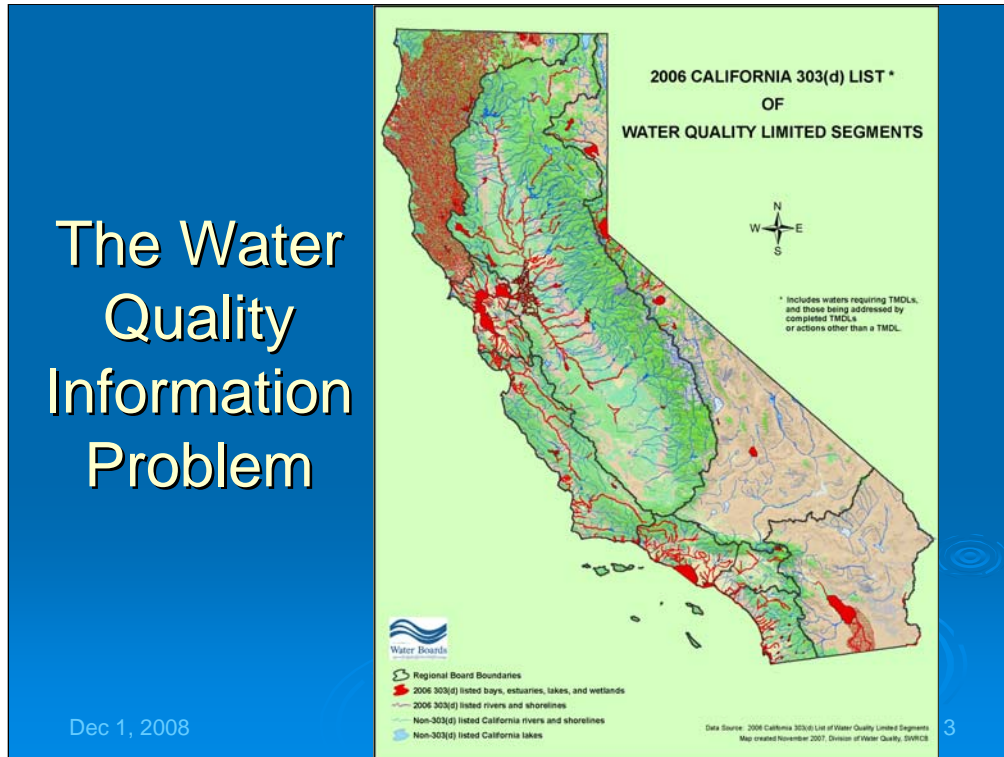 The Water
Quality
Information
Problem
2006 CALIFORNIA 303(d) LIST *
OF
WATER QUALITY LIMITED SEGMENTS
N
W E
S
* Includes waters requiring TMDLs,
and those being addressed by
completed TMDLs
or actions other than a TMDL.
Water Boards
Regional Board Boundaries
2006 303(d) listed bays, estuaries, lakes, and wetlands
2006 303(d) listed rivers and shorelines
Non-303(d) listed California rivers and shorelines
Non-303(d) listed California lakes
Data Source: 2006 California 303(d) List of Water Quality Limited Segments
Map created November 2007, Division of Water Quality, SWRCB
Dec 1, 2008
3